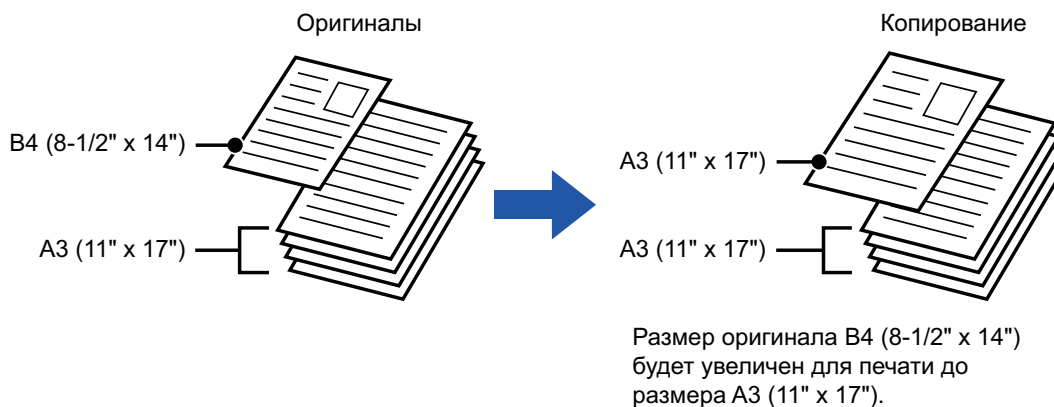 Оригиналы
Копирование
B4 (8-1/2" x 14")
A3 (11" x 17")
A3 (11" x 17")
A3 (11" x 17")
Размер оригинала B4 (8-1/2" x 14")
будет увеличен для печати до
размера A3 (11" x 17").